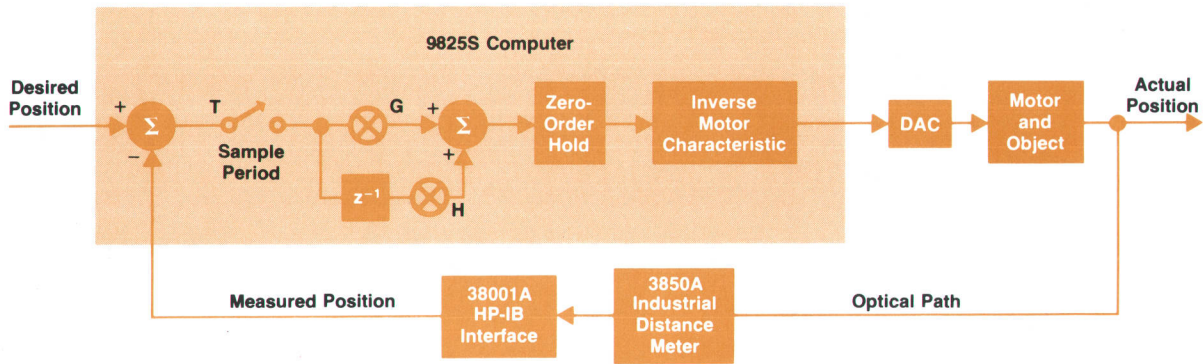 9825S Computer
Desired
Position
+
Σ
−
T
Sample
Period
G
z⁻¹
H
+
Σ
+
Zero-
Order
Hold
Inverse
Motor
Characteristic
DAC
Motor
and
Object
Actual
Position
Measured Position
38001A
HP-IB
Interface
3850A
Industrial
Distance
Meter
Optical Path